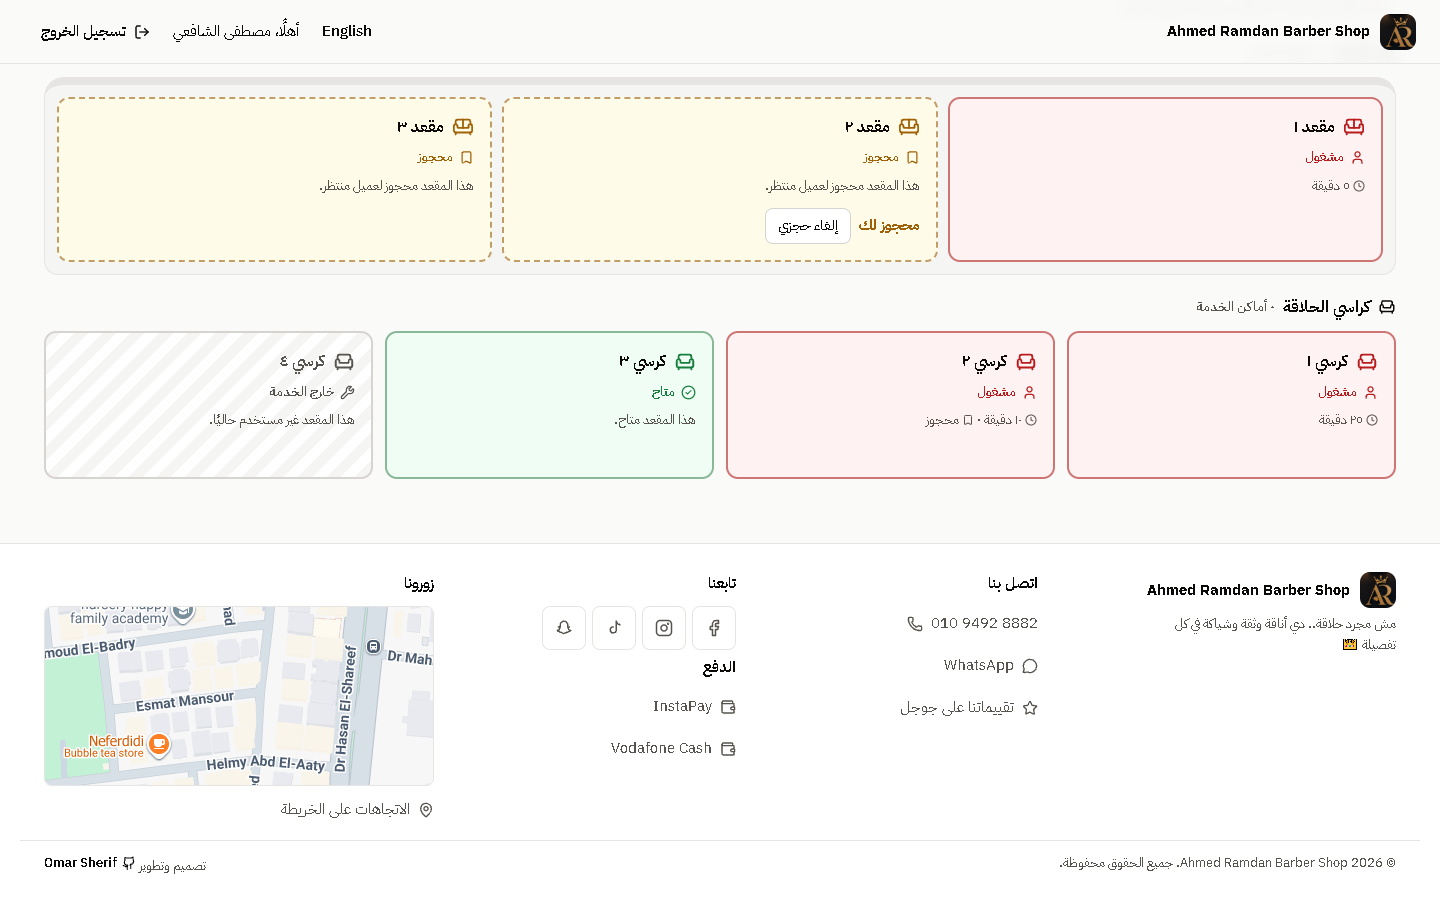 Ahmed Ramdan Barber Shop
English
أهلًا، مصطفى الشافعي
تسجيل الخروج
مقعد ١
مشغول
٥ دقيقة
مقعد ٢
محجوز
هذا المقعد محجوز لعميل منتظر.
محجوز لك
إلغاء حجزي
مقعد ٣
محجوز
هذا المقعد محجوز لعميل منتظر.
كراسي الحلاقة · أماكن الخدمة
كرسي ١
مشغول
٢٥ دقيقة
كرسي ٢
مشغول
١٠ دقيقة · محجوز
كرسي ٣
متاح
هذا المقعد متاح.
كرسي ٤
خارج الخدمة
هذا المقعد غير مستخدم حاليًا.
Ahmed Ramdan Barber Shop
مش مجرد حلاقة.. دي أناقة وثقة وشياكة في كل
تفصيلة
اتصل بنا
010 9492 8882
WhatsApp
تقييماتنا على جوجل
تابعنا
الدفع
InstaPay
Vodafone Cash
زورونا
family academy
moud El-Badry
Esmat Mansour
Neferdidi
Bubble tea store
Helmy Abd El-Aaty
Dr Hasan El-Shareef
Dr Mah
الاتجاهات على الخريطة
© 2026 Ahmed Ramdan Barber Shop. جميع الحقوق محفوظة.
تصميم وتطوير Omar Sherif